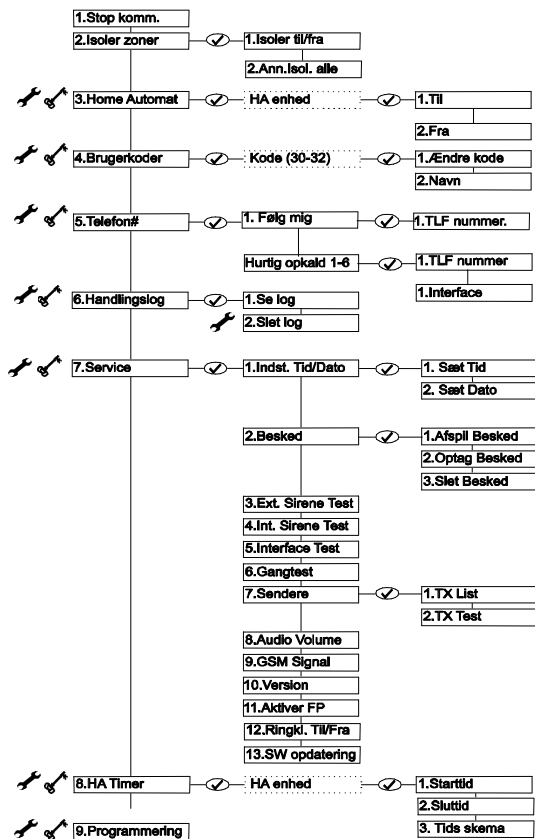 1.Stop komm.
2.Isoler zoner
1.Isoler til/fra
2.Ann.Isol. alle
3.Home Automat
HA enhed
1.Til
2.Fra
4.Brugerkoder
Kode (30-32)
1.Ændre kode
2.Navn
5.Telefon#
1. Følg mig
1.TLF nummer.
Hurtig opkald 1-6
1.TLF nummer
1.Interface
6.Handlingslog
1.Se log
2.Slet log
7.Service
1.Indst. Tid/Dato
1. Sæt Tid
2. Sæt Dato
2.Besked
1.Afspil Besked
2.Optag Besked
3.Slet Besked
3.Ext. Sirene Test
4.Int. Sirene Test
5.Interface Test
6.Gangtest
7.Sendere
1.TX List
2.TX Test
8.Audio Volume
9.GSM Signal
10.Version
11.Aktiver FP
12.Ringkl. Til/Fra
13.SW opdatering
8.HA Timer
HA enhed
1.Starttid
2.Sluttid
3. Tids skema
9.Programmering